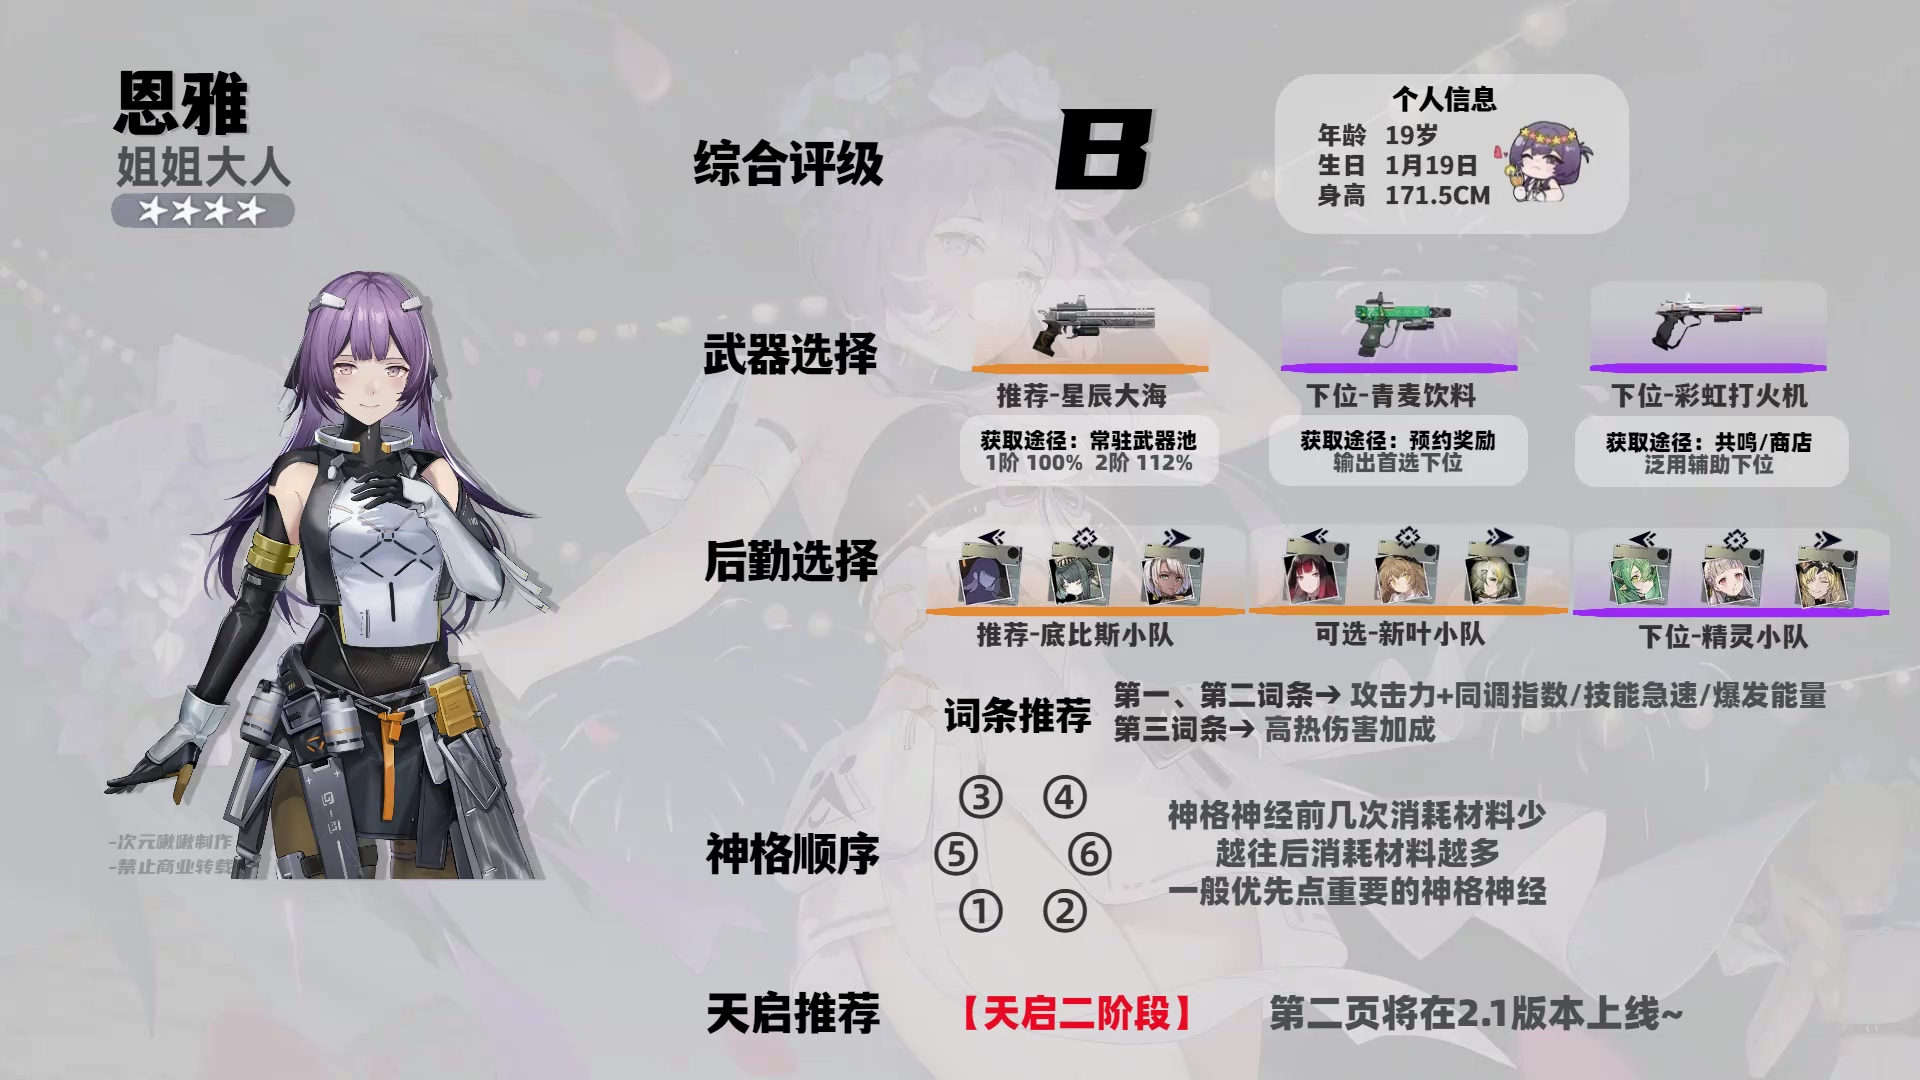 恩雅
姐姐大人
综合评级
B
个人信息
年龄 19岁
生日 1月19日
身高 171.5CM
武器选择
推荐-星辰大海
获取途径：常驻武器池
1阶 100% 2阶 112%
下位-青麦饮料
获取途径：预约奖励
输出首选下位
下位-彩虹打火机
获取途径：共鸣/商店
泛用辅助下位
后勤选择
推荐-底比斯小队
可选-新叶小队
下位-精灵小队
词条推荐
第一、第二词条→ 攻击力+同调指数/技能急速/爆发能量
第三词条→ 高热伤害加成
神格顺序
③ ④
⑤ ⑥
① ②
神格神经前几次消耗材料少
越往后消耗材料越多
一般优先点重要的神格神经
天启推荐
【天启二阶段】
第二页将在2.1版本上线~
-次元啾啾制作
-禁止商业转载